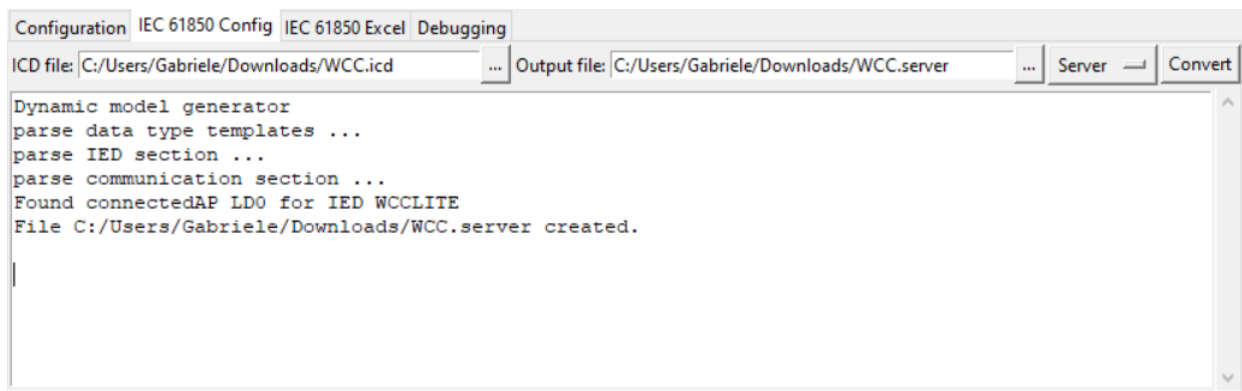 Configuration IEC 61850 Config IEC 61850 Excel Debugging
ICD file: C:/Users/Gabriele/Downloads/WCC.icd ... Output file: C:/Users/Gabriele/Downloads/WCC.server ... Server Convert
Dynamic model generator
parse data type templates ...
parse IED section ...
parse communication section ...
Found connectedAP LD0 for IED WCCLITE
File C:/Users/Gabriele/Downloads/WCC.server created.